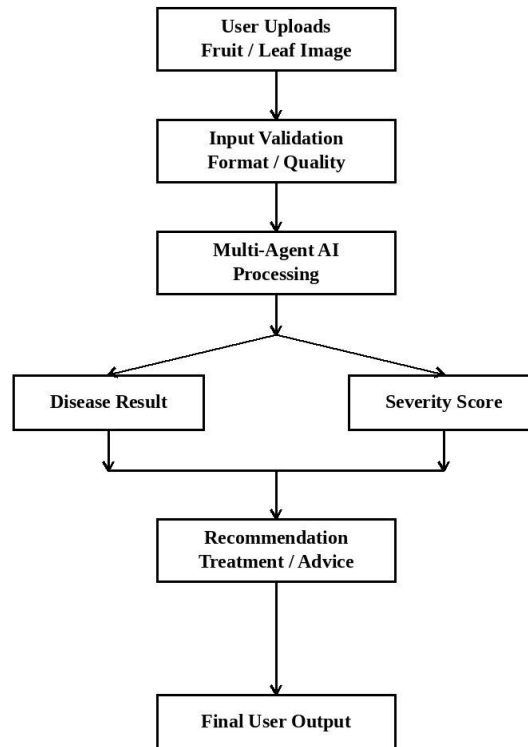 User Uploads
Fruit / Leaf Image
Input Validation
Format / Quality
Multi-Agent AI
Processing
Disease Result
Severity Score
Recommendation
Treatment / Advice
Final User Output